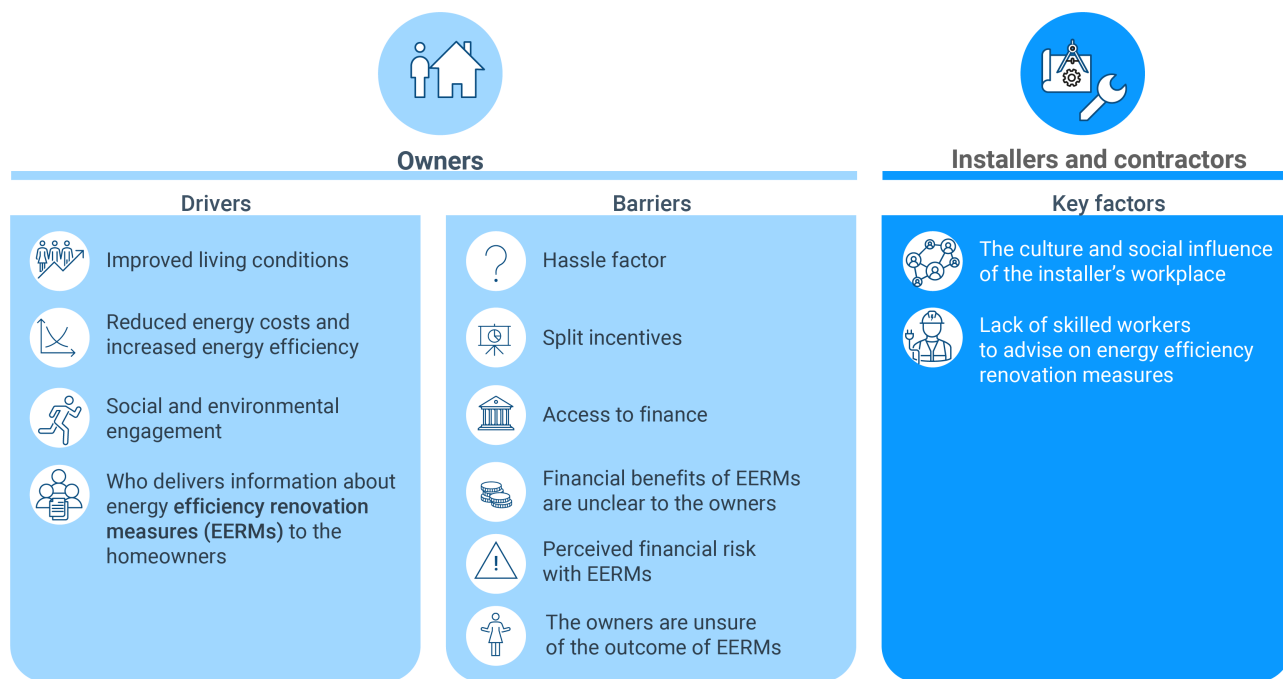 Owners
Installers and contractors
Drivers
Improved living conditions
Reduced energy costs and
increased energy efficiency
Social and environmental
engagement
Who delivers information about
energy efficiency renovation
measures (EERMs) to the
homeowners
Barriers
Hassle factor
Split incentives
Access to finance
Financial benefits of EERMs
are unclear to the owners
Perceived financial risk
with EERMs
The owners are unsure
of the outcome of EERMs
Key factors
The culture and social influence
of the installer’s workplace
Lack of skilled workers
to advise on energy efficiency
renovation measures